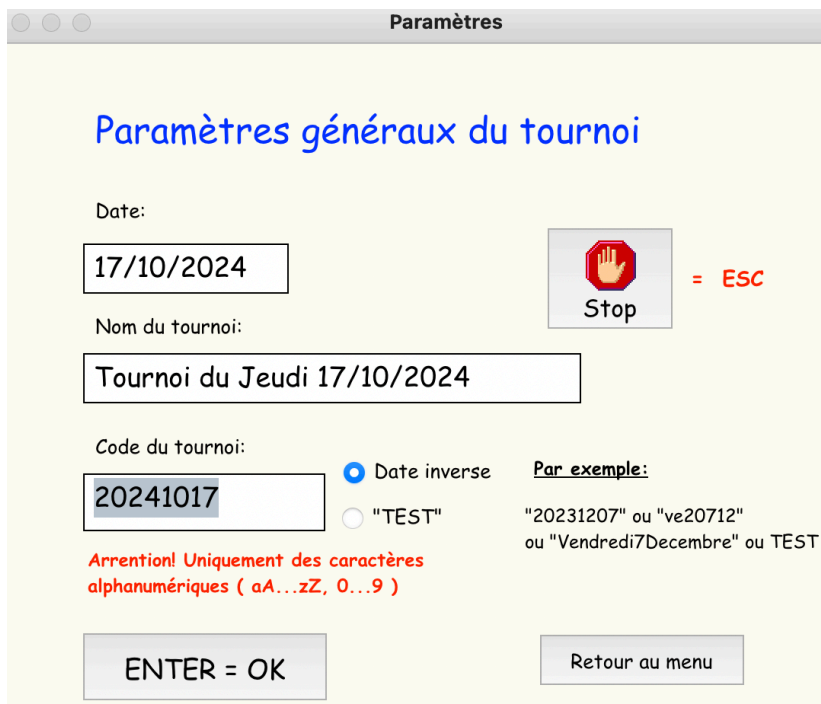 Paramètres
Paramètres généraux du tournoi
Date:
17/10/2024
Stop
= ESC
Nom du tournoi:
Tournoi du Jeudi 17/10/2024
Code du tournoi:
20241017
Date inverse
"TEST"
Par exemple:
"20231207" ou "ve20712"
ou "Vendredi7Decembre" ou TEST
Arrention! Uniquement des caractères
alphanumériques ( aA...zZ, 0...9 )
ENTER = OK
Retour au menu